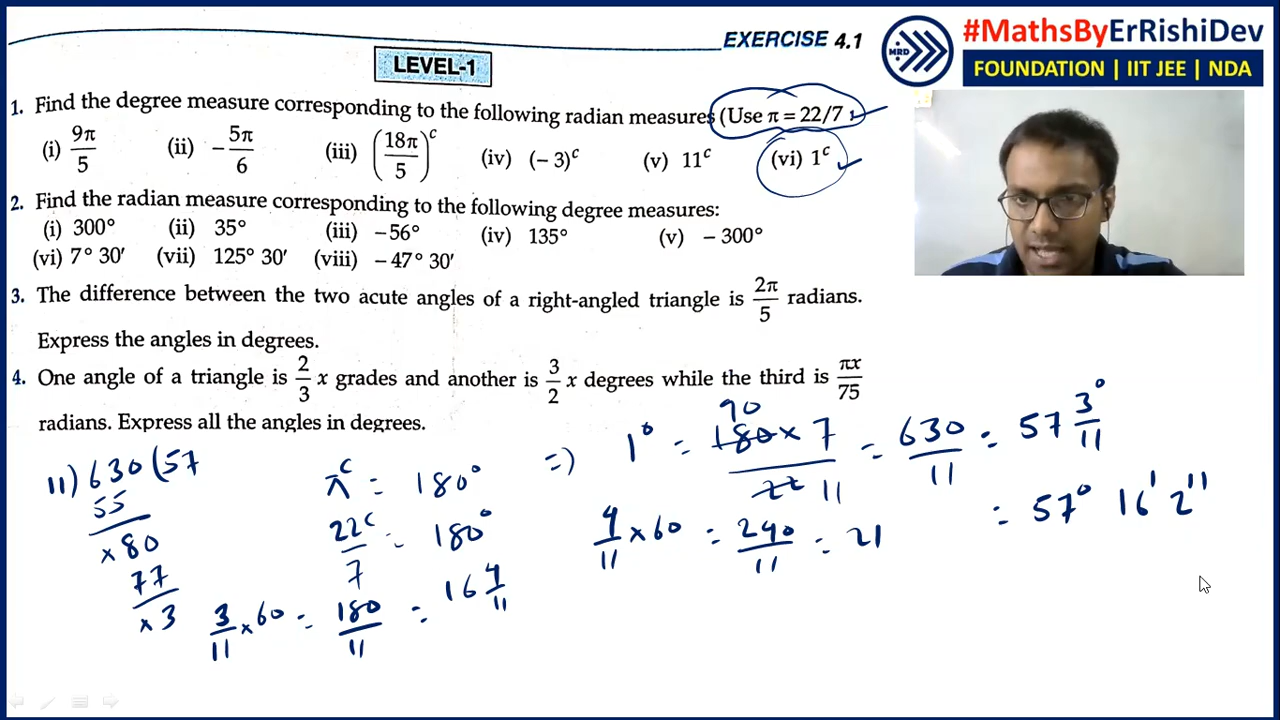 EXERCISE 4.1
#MathsByErRishiDev
MRD
FOUNDATION | IIT JEE | NDA
LEVEL-1
1. Find the degree measure corresponding to the following radian measures (Use π = 22/7)
(i) 9π/5 (ii) −5π/6 (iii) (18π/5)ᶜ (iv) (−3)ᶜ (v) 11ᶜ (vi) 1ᶜ
2. Find the radian measure corresponding to the following degree measures:
(i) 300° (ii) 35° (iii) −56° (iv) 135° (v) −300°
(vi) 7° 30′ (vii) 125° 30′ (viii) −47° 30′
3. The difference between the two acute angles of a right-angled triangle is 2π/5 radians.
Express the angles in degrees.
4. One angle of a triangle is 2/3 x grades and another is 3/2 x degrees while the third is πx/75
radians. Express all the angles in degrees.
11) 630 (57
55
×80
77
×3
πᶜ = 180°
22ᶜ/7 = 180°
3/11 × 60 = 180/11 = 16 4/11
90
=) 1° = 180 × 7/22 11 = 630/11 = 57 3°/11
= 57° 16' 2"
4/11 × 60 = 240/11 = 21